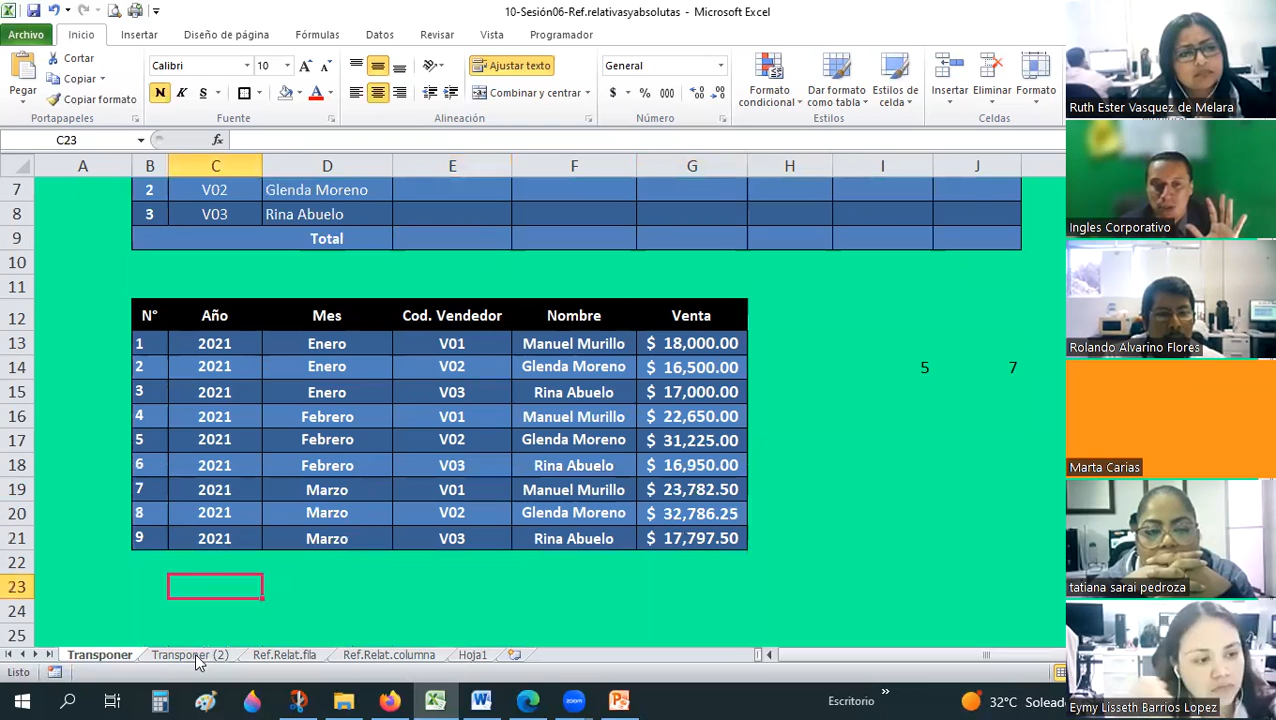 10-Sesión06-Ref.relativasyabsolutas - Microsoft Excel
Archivo Inicio Insertar Diseño de página Fórmulas Datos Revisar Vista Programador
Pegar
Cortar
Copiar
Copiar formato
Portapapeles
Calibri 10
N K S
Fuente
Ajustar texto
Combinar y centrar
Alineación
General
$ % 000
Número
Formato condicional
Dar formato como tabla
Estilos de celda
Estilos
Insertar Eliminar Formato
Celdas
C23 fx
A B C D E F G H I J
7 2 V02 Glenda Moreno
8 3 V03 Rina Abuelo
9 Total
10
11
12 N° Año Mes Cod. Vendedor Nombre Venta
13 1 2021 Enero V01 Manuel Murillo $ 18,000.00
14 2 2021 Enero V02 Glenda Moreno $ 16,500.00 5 7
15 3 2021 Enero V03 Rina Abuelo $ 17,000.00
16 4 2021 Febrero V01 Manuel Murillo $ 22,650.00
17 5 2021 Febrero V02 Glenda Moreno $ 31,225.00
18 6 2021 Febrero V03 Rina Abuelo $ 16,950.00
19 7 2021 Marzo V01 Manuel Murillo $ 23,782.50
20 8 2021 Marzo V02 Glenda Moreno $ 32,786.25
21 9 2021 Marzo V03 Rina Abuelo $ 17,797.50
22
23
24
25
Transponer Transponer (2) Ref.Relat.fila Ref.Relat.columna Hoja1
Listo
Escritorio » 32°C Solead
Ruth Ester Vasquez de Melara
Ingles Corporativo
Rolando Alvarino Flores
Marta Carias
tatiana sarai pedroza
Eymy Lisseth Barrios Lopez